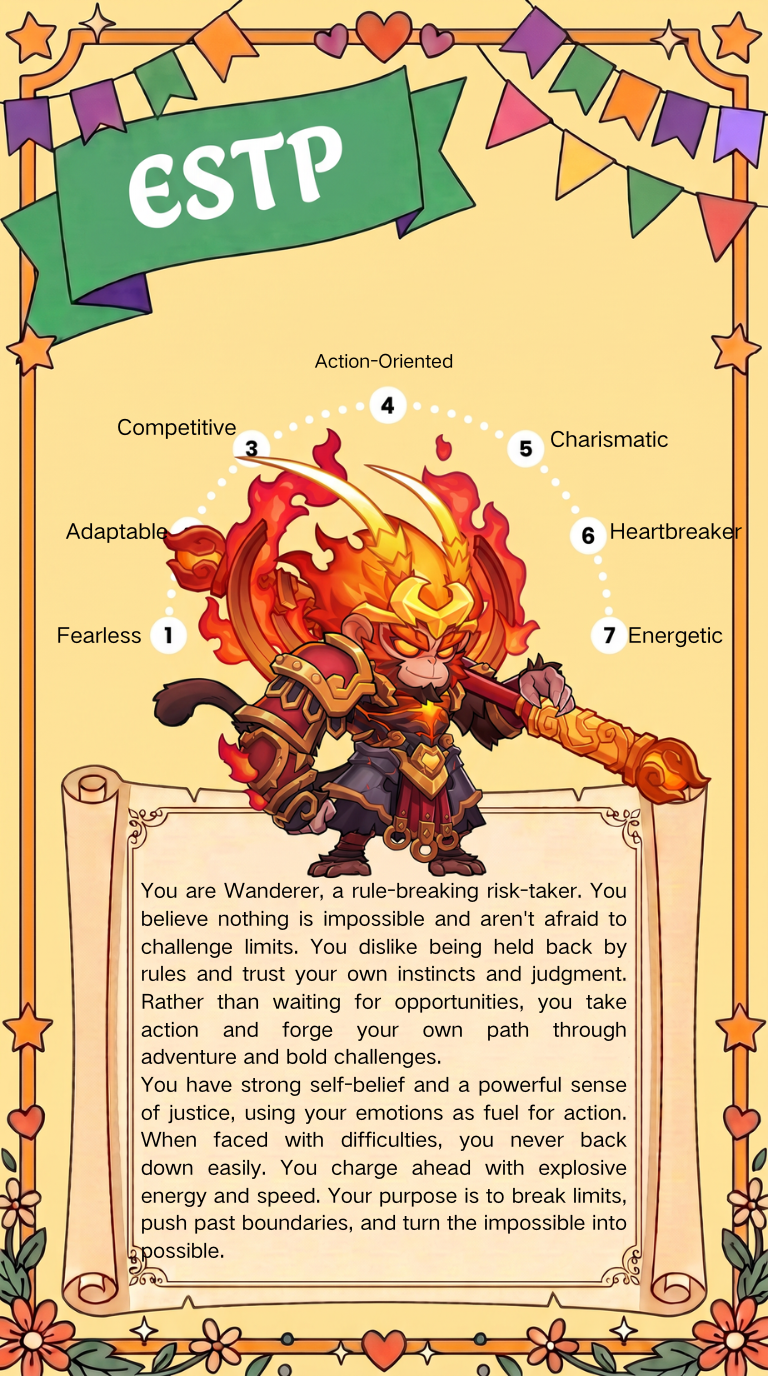 ESTP
Action-Oriented
4
Competitive
3
5
Charismatic
Adaptable
6
Heartbreaker
Fearless
1
7
Energetic
You are Wanderer, a rule-breaking risk-taker. You
believe nothing is impossible and aren't afraid to
challenge limits. You dislike being held back by
rules and trust your own instincts and judgment.
Rather than waiting for opportunities, you take
action and forge your own path through
adventure and bold challenges.
You have strong self-belief and a powerful sense
of justice, using your emotions as fuel for action.
When faced with difficulties, you never back
down easily. You charge ahead with explosive
energy and speed. Your purpose is to break limits,
push past boundaries, and turn the impossible into
possible.